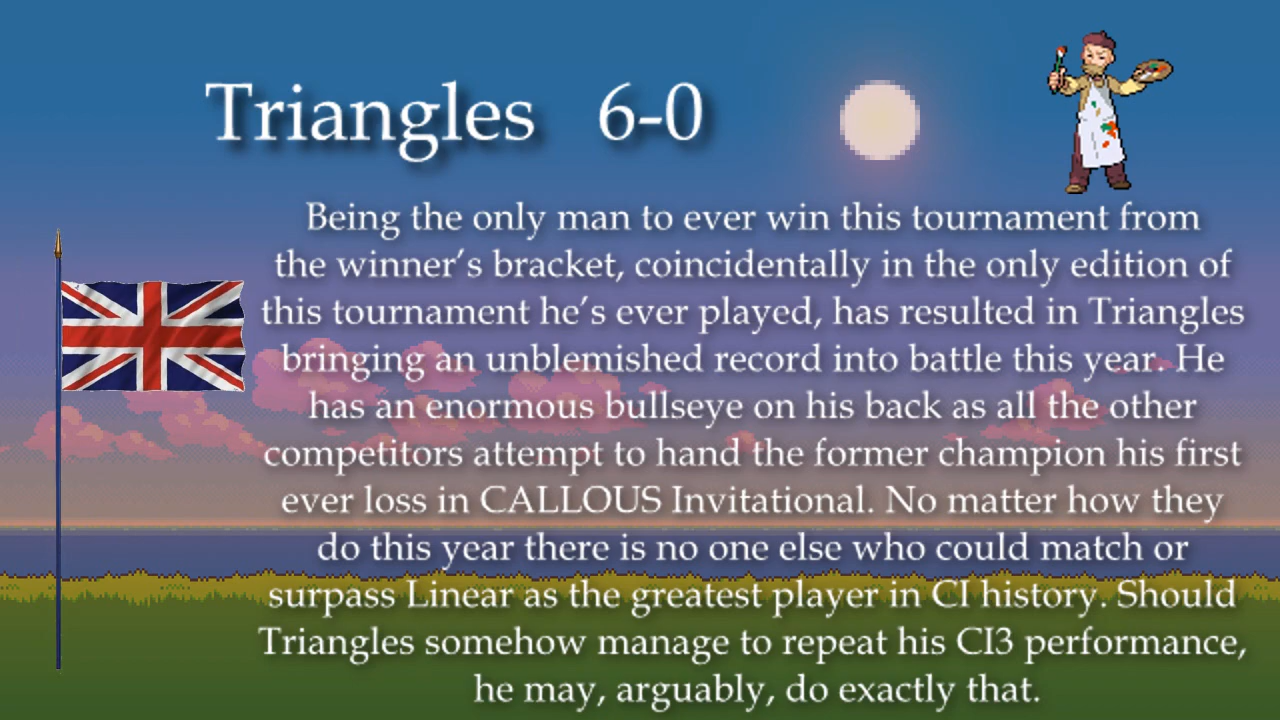 Triangles 6-0
Being the only man to ever win this tournament from
the winner's bracket, coincidentally in the only edition of
this tournament he's ever played, has resulted in Triangles
bringing an unblemished record into battle this year. He
has an enormous bullseye on his back as all the other
competitors attempt to hand the former champion his first
ever loss in CALLOUS Invitational. No matter how they
do this year there is no one else who could match or
surpass Linear as the greatest player in CI history. Should
Triangles somehow manage to repeat his CI3 performance,
he may, arguably, do exactly that.